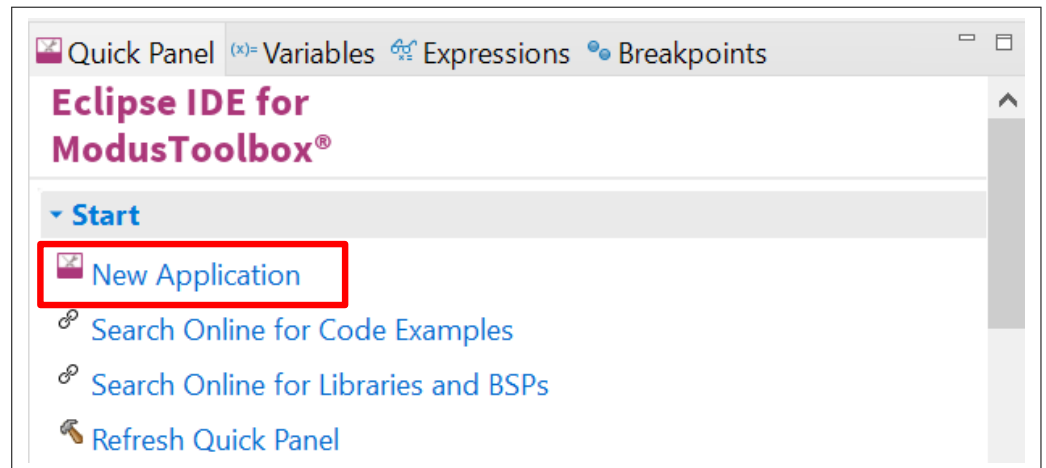 Quick Panel (x)= Variables Expressions Breakpoints
Eclipse IDE for
ModusToolbox®
Start
New Application
Search Online for Code Examples
Search Online for Libraries and BSPs
Refresh Quick Panel